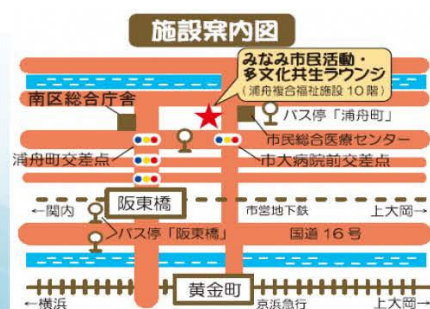 施設案内図
みなみ市民活動・
多文化共生ラウンジ
(浦舟複合福祉施設10階)
南区総合庁舎
バス停「浦舟町」
市民総合医療センター
浦舟町交差点
市大病院前交差点
←関内
阪東橋
市営地下鉄
上大岡→
バス停「阪東橋」
国道16号
黄金町
←横浜
京浜急行
上大岡→